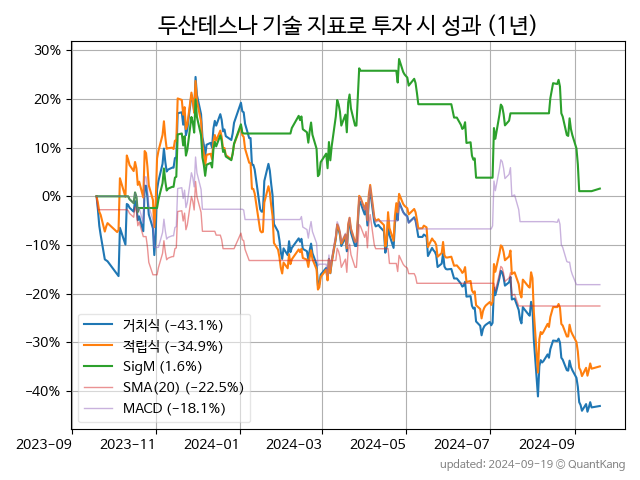 두산테스나 기술 지표로 투자 시 성과 (1년)
30%
20%
10%
0%
−10%
−20%
−30%
−40%
거치식 (−43.1%)
적립식 (−34.9%)
SigM (1.6%)
SMA(20) (−22.5%)
MACD (−18.1%)
2023-09 2023-11 2024-01 2024-03 2024-05 2024-07 2024-09
updated: 2024-09-19 © QuantKang